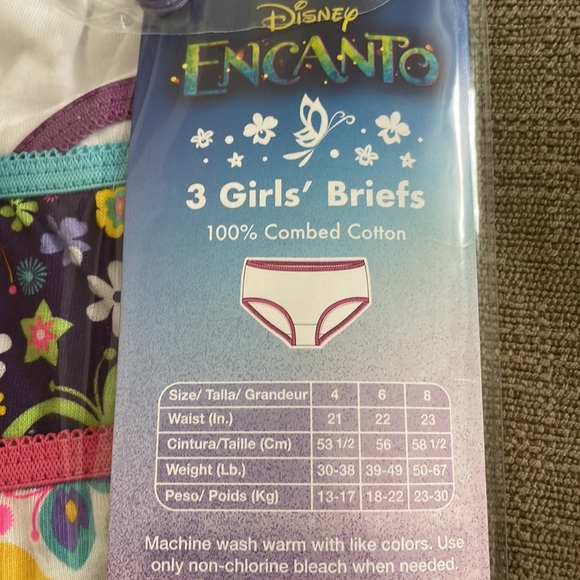 Disney
ENCANTO
3 Girls' Briefs
100% Combed Cotton
Size/ Talla/ Grandeur 4 6 8
Waist (In.) 21 22 23
Cintura/Taille (Cm) 53 1/2 56 58 1/2
Weight (Lb.) 30-38 39-49 50-67
Peso/ Poids (Kg) 13-17 18-22 23-30
Machine wash warm with like colors. Use
only non-chlorine bleach when needed.